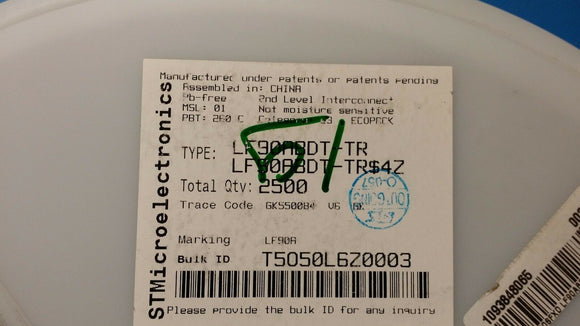 STMicroelectronics
Manufactured under patents or patents pending
Assembled in: CHINA
Pb-free 2nd Level Interconnect
MSL: 01 Not moisture sensitive
PBT: 260 C ECOPACK
TYPE: LF90ABDT-TR
LF90ABDT-TR$4Z
Total Qty: 2500
Trace Code V6
Marking LF90A
Bulk ID T5050L6Z0003
Please provide the bulk ID for any inquiry
1093848065